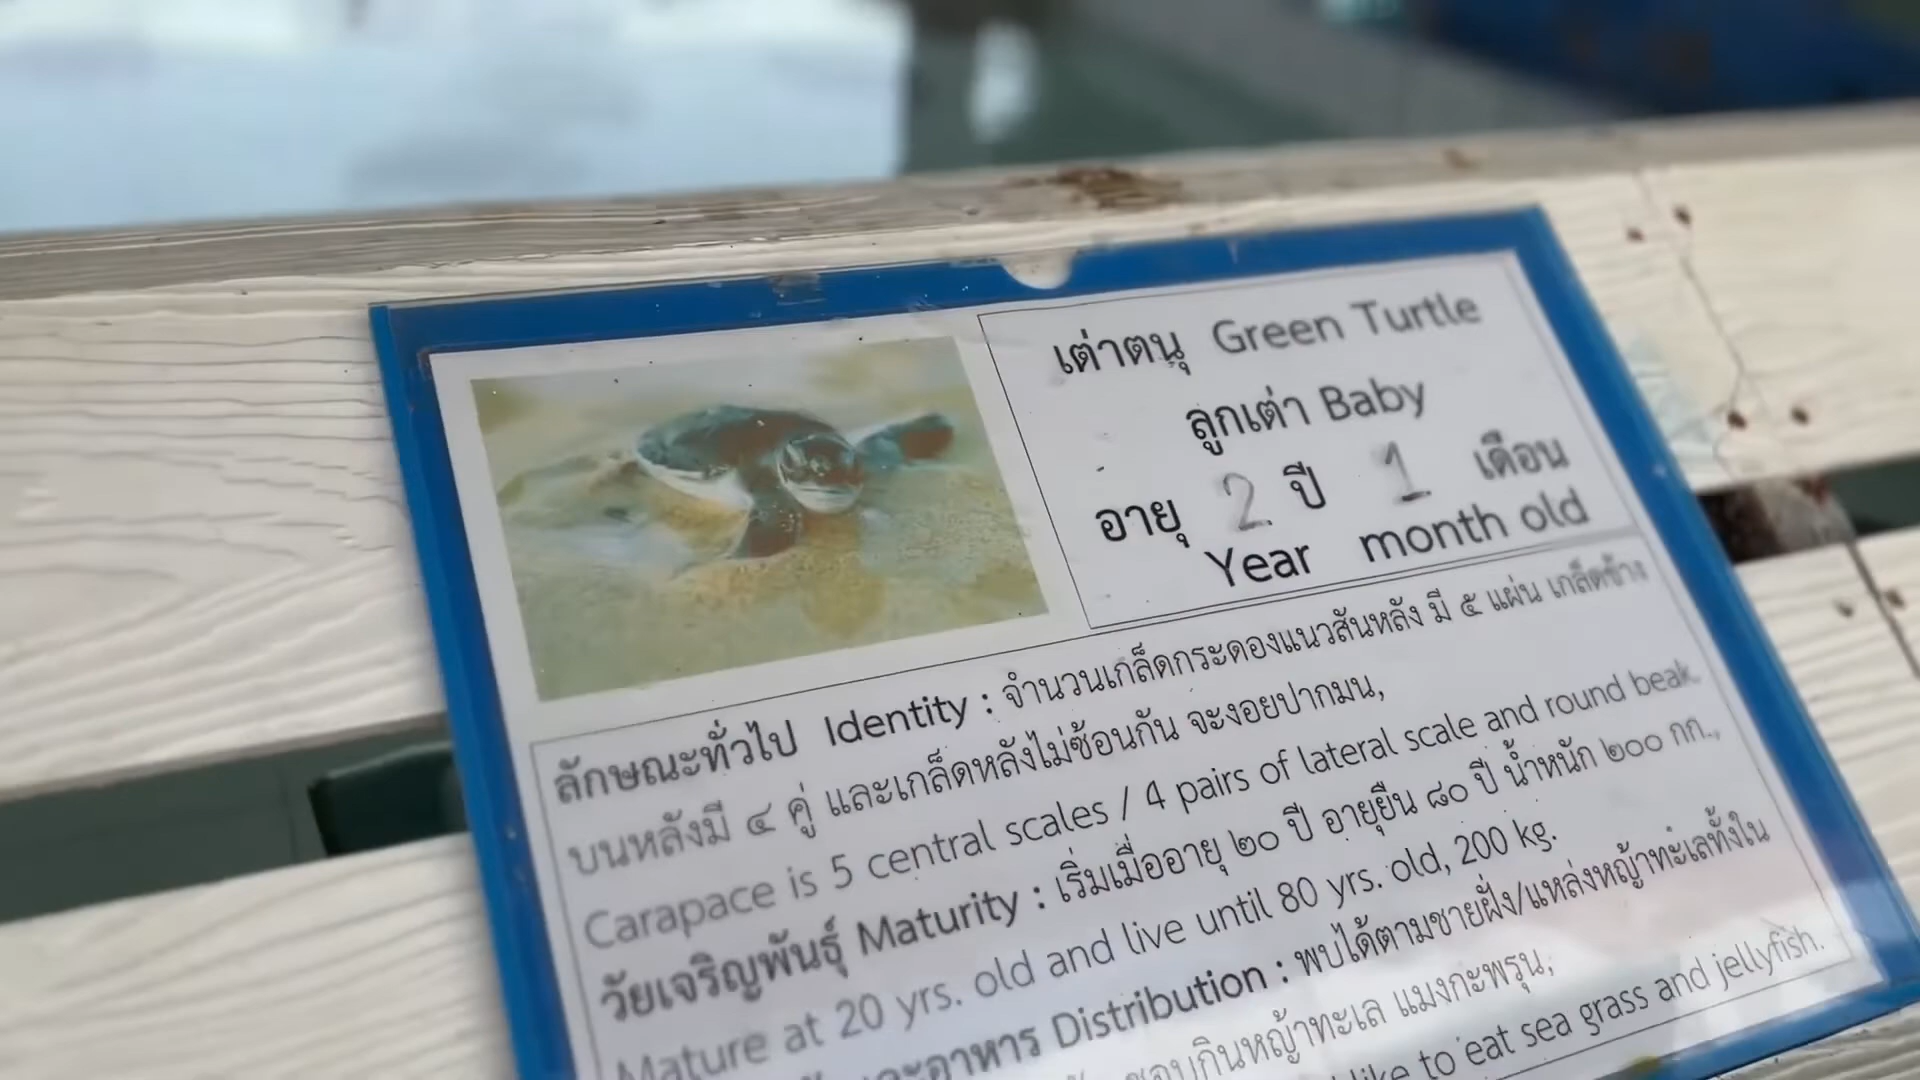 เต่าตนุ Green Turtle
ลูกเต่า Baby
อายุ 2 ปี 1 เดือน
Year month old
ลักษณะทั่วไป Identity : จำนวนเกล็ดกระดองแนวสันหลัง มี ๕ แผ่น เกล็ดข้าง
บนหลังมี ๔ คู่ และเกล็ดหลังไม่ซ้อนกัน จะงอยปากมน,
Carapace is 5 central scales / 4 pairs of lateral scale and round beak.
วัยเจริญพันธุ์ Maturity : เริ่มเมื่ออายุ ๒๐ ปี อายุยืน ๘๐ ปี น้ำหนัก ๒๐๐ กก.,
Mature at 20 yrs. old and live until 80 yrs. old, 200 kg.
อาหาร Distribution : พบได้ตามชายฝั่ง/แหล่งหญ้าทะเลทั้งใน
ชอบกินหญ้าทะเล แมงกะพรุน,
like to eat sea grass and jellyfish.